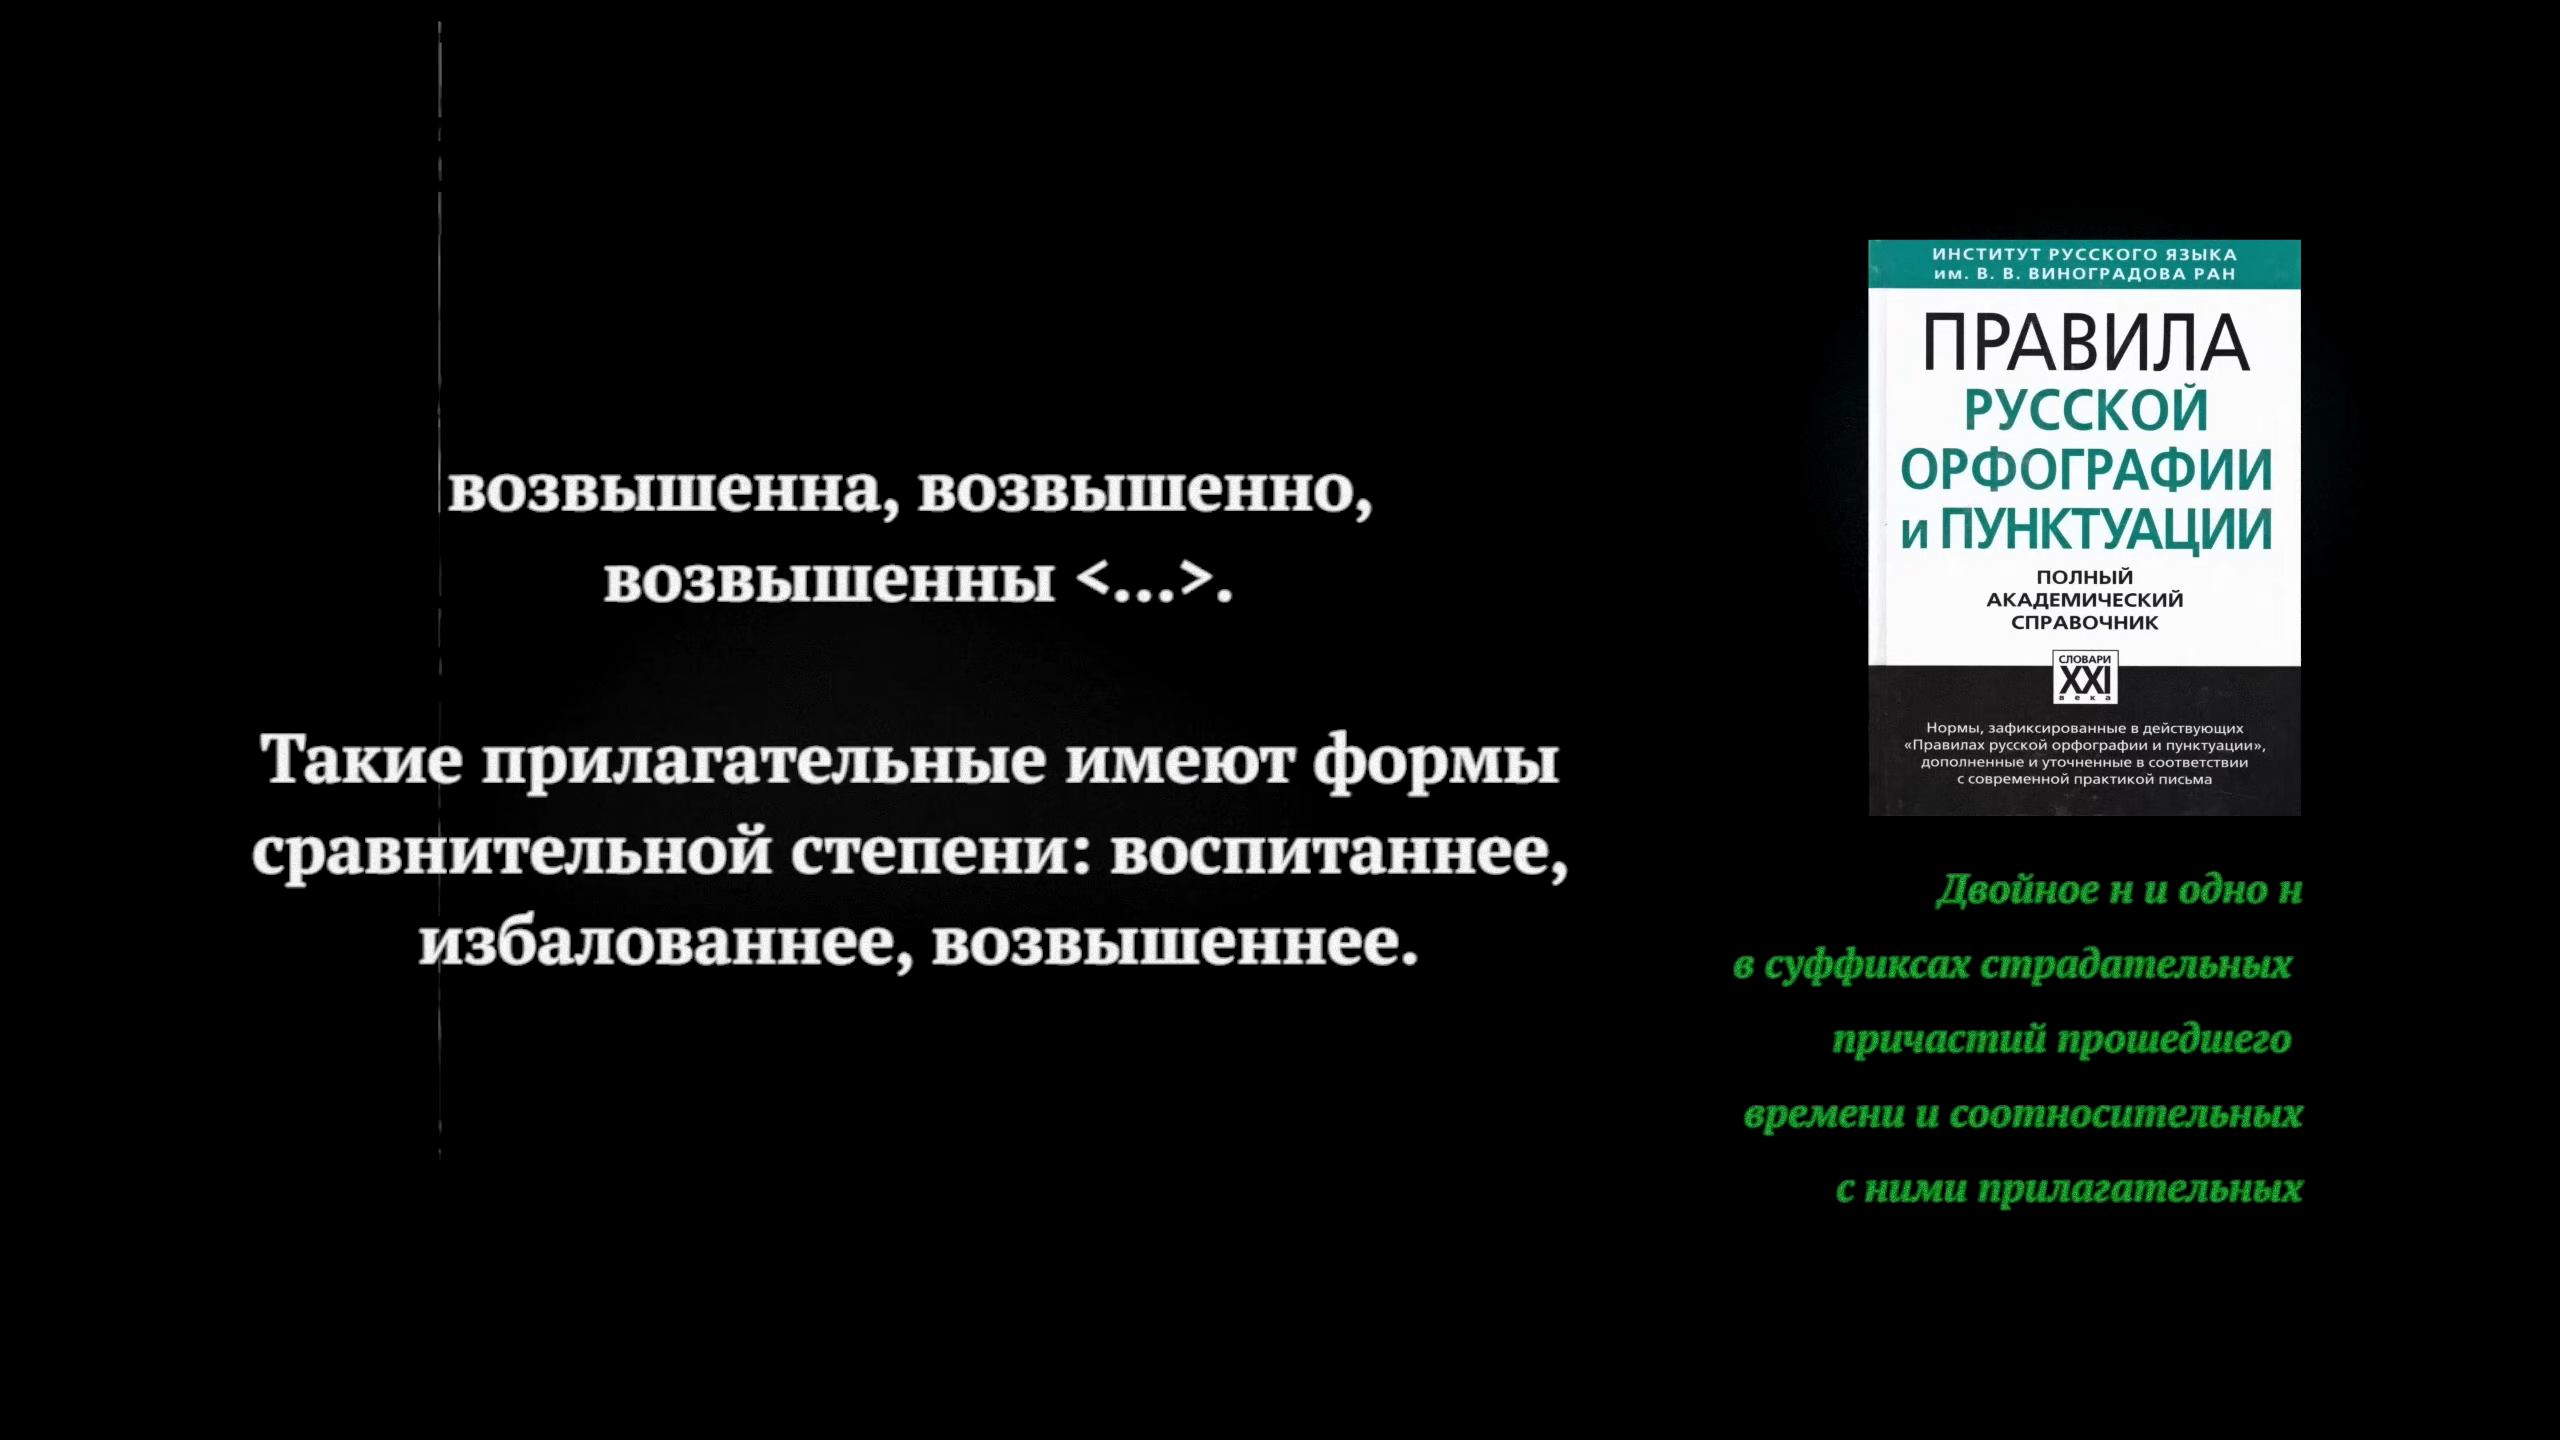 возвышенна, возвышенно,
возвышенны <...>.
Такие прилагательные имеют формы
сравнительной степени: воспитаннее,
избалованнее, возвышеннее.
ИНСТИТУТ РУССКОГО ЯЗЫКА
им. В. В. ВИНОГРАДОВА РАН
ПРАВИЛА
РУССКОЙ
ОРФОГРАФИИ
и ПУНКТУАЦИИ
ПОЛНЫЙ
АКАДЕМИЧЕСКИЙ
СПРАВОЧНИК
СЛОВАРИ
XXI
века
Нормы, зафиксированные в действующих
«Правилах русской орфографии и пунктуации»,
дополненные и уточненные в соответствии
с современной практикой письма
Двойное н и одно н
в суффиксах страдательных
причастий прошедшего
времени и соотносительных
с ними прилагательных